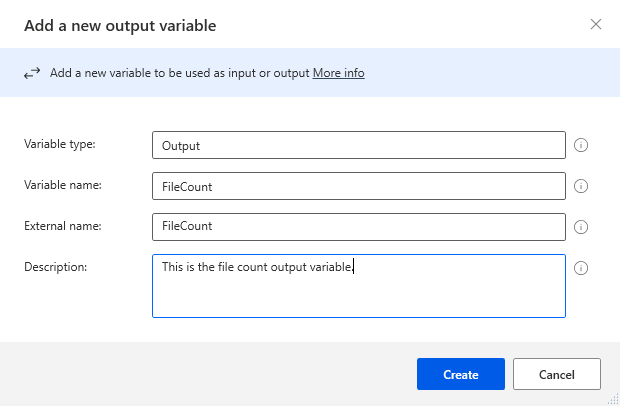 Add a new output variable
Add a new variable to be used as input or output More info
Variable type:
Output
Variable name:
FileCount
External name:
FileCount
Description:
This is the file count output variable.
Create
Cancel